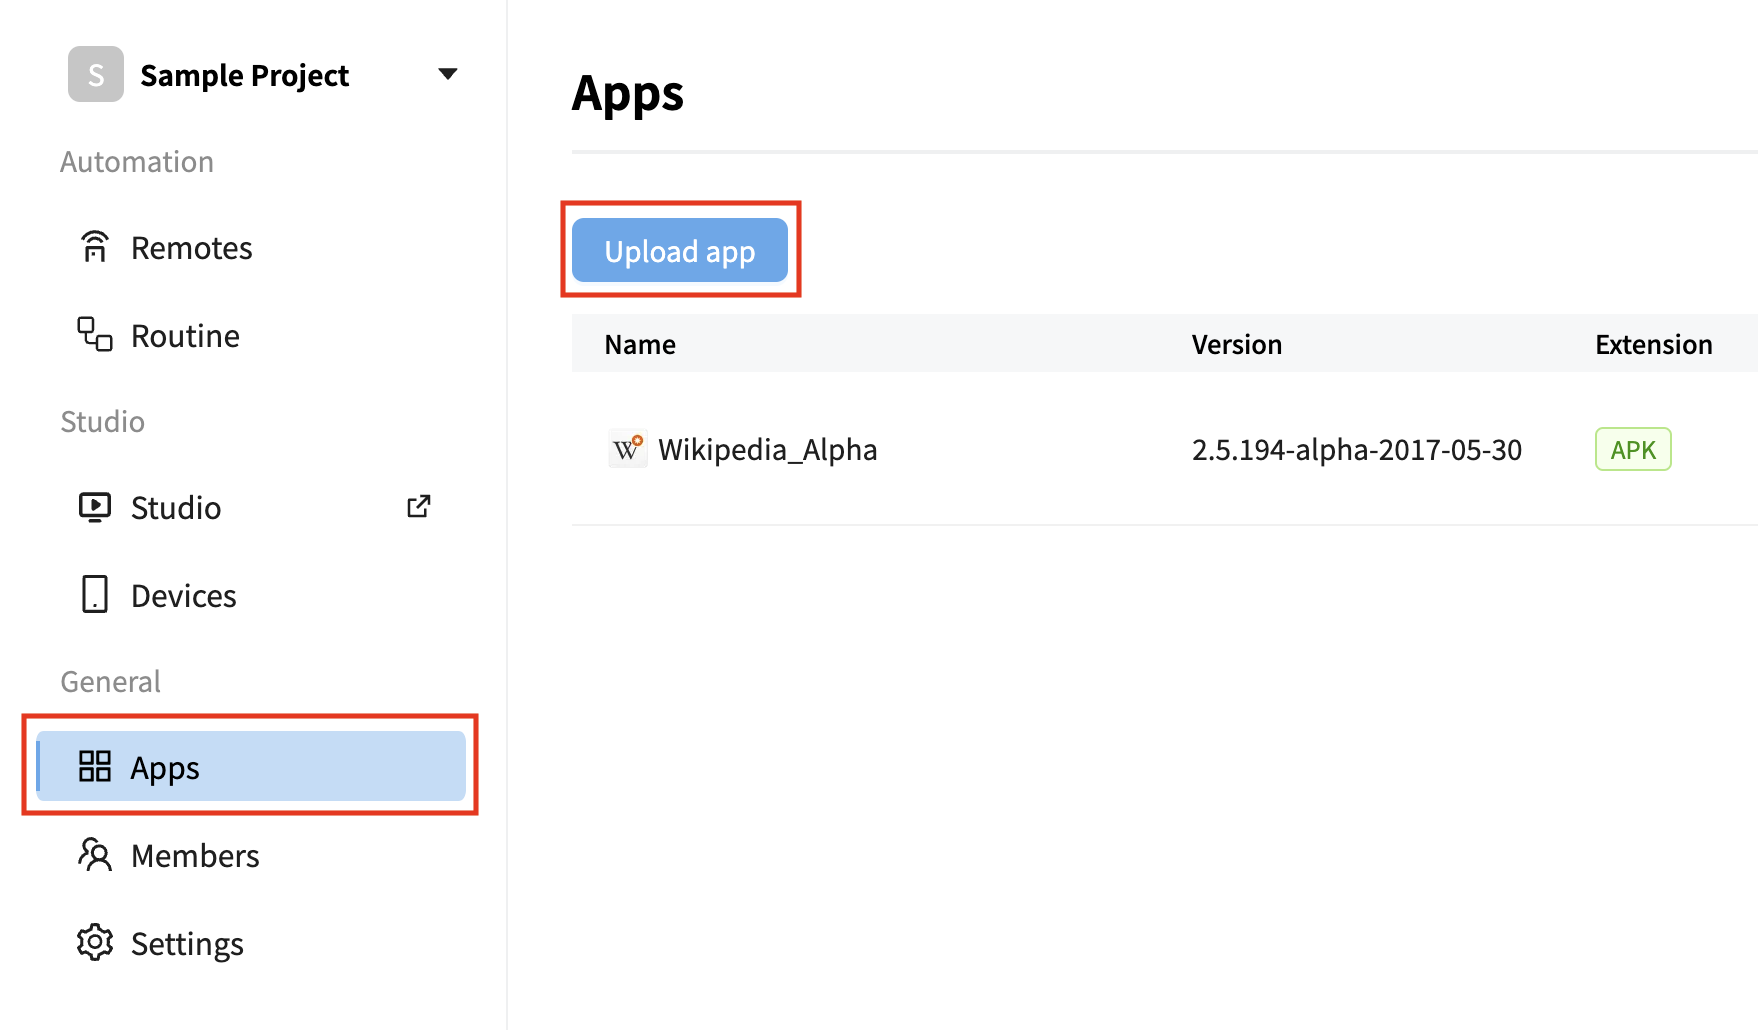 S Sample Project
Automation
Remotes
Routine
Studio
Studio
Devices
General
Apps
Members
Settings
Apps
Upload app
Name Version Extension
W Wikipedia_Alpha 2.5.194-alpha-2017-05-30 APK